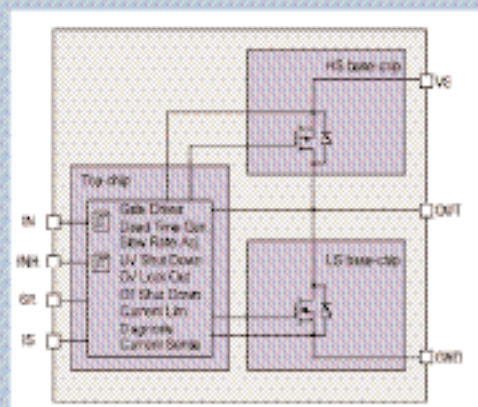 HS base-chip
VS
Top-chip
IN
Gate Driver
OUT
Dead Time Gen.
Slew Rate Adj.
INH
UV Shut Down
LS base-chip
OV Lock Out
SR
OT Shut Down
Current Lim.
IS
Diagnosis
Current Sense
GND